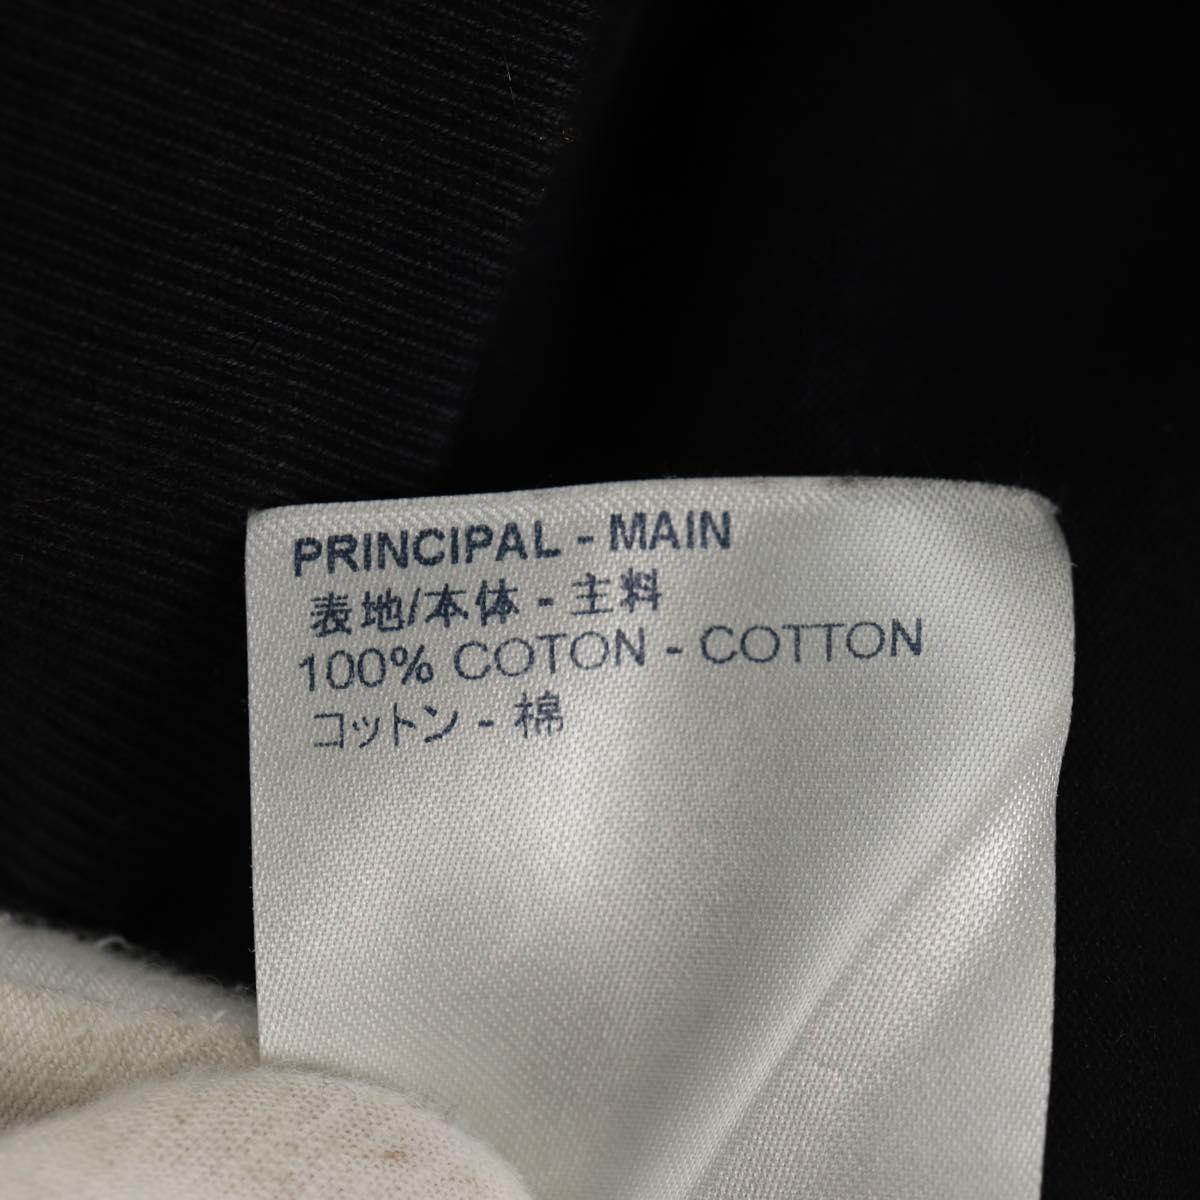 PRINCIPAL - MAIN
表地/本体 - 主料
100% COTON - COTTON
コットン - 棉